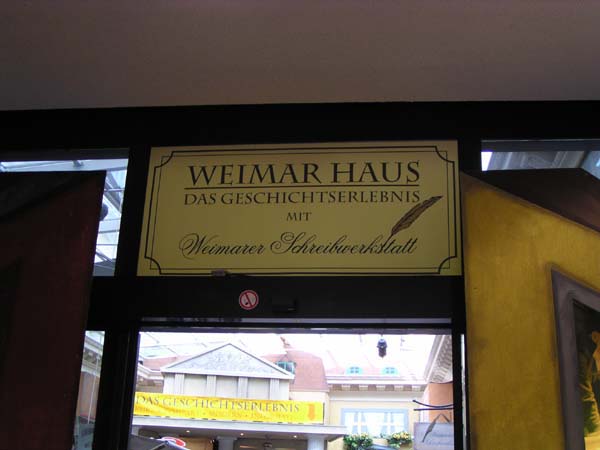 WEIMAR HAUS
DAS GESCHICHTSERLEBNIS
MIT
Weimarer Schreibwerkstatt
DAS GESCHICHTSERLEBNIS